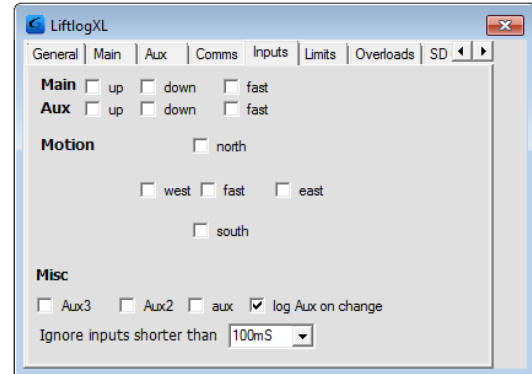 LiftlogXL
General Main Aux Comms Inputs Limits Overloads SD
Main up down fast
Aux up down fast
Motion north
west fast east
south
Misc
Aux3 Aux2 aux log Aux on change
Ignore inputs shorter than 100mS